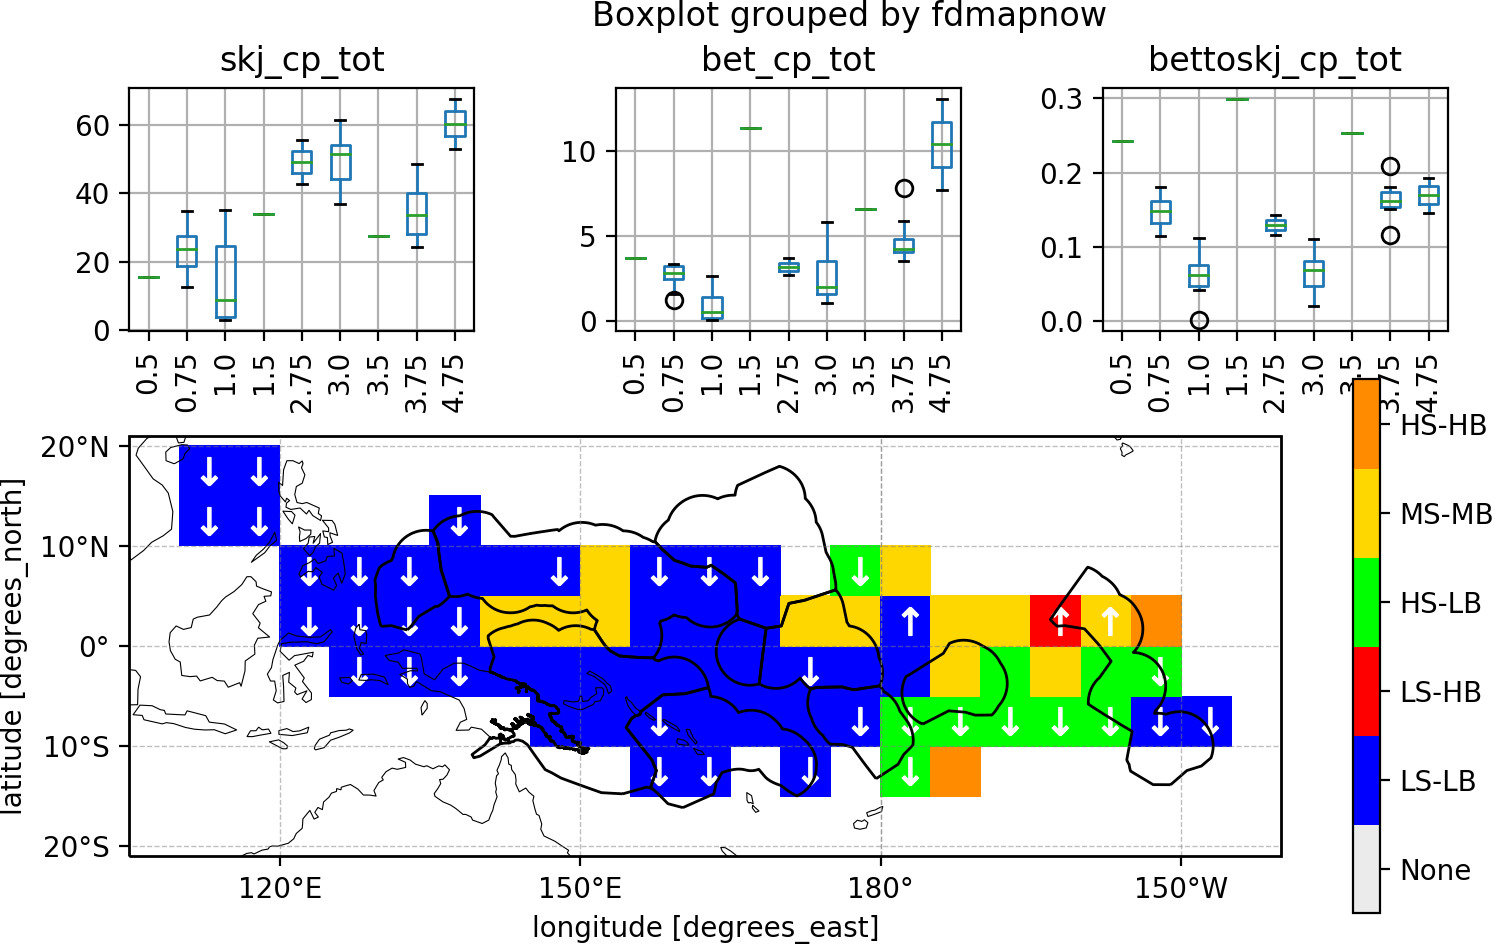 Boxplot grouped by fdmapnow
skj_cp_tot
bet_cp_tot
bettoskj_cp_tot
60
40
20
0
0.5
0.75
1.0
1.5
2.75
3.0
3.5
3.75
4.75
10
5
0
0.5
0.75
1.0
1.5
2.75
3.0
3.5
3.75
4.75
0.3
0.2
0.1
0.0
0.5
0.75
1.0
1.5
2.75
3.0
3.75
4.75
latitude [degrees_north]
20°N
10°N
0°
10°S
20°S
120°E
150°E
180°
150°W
longitude [degrees_east]
HS-HB
MS-MB
HS-LB
LS-HB
LS-LB
None